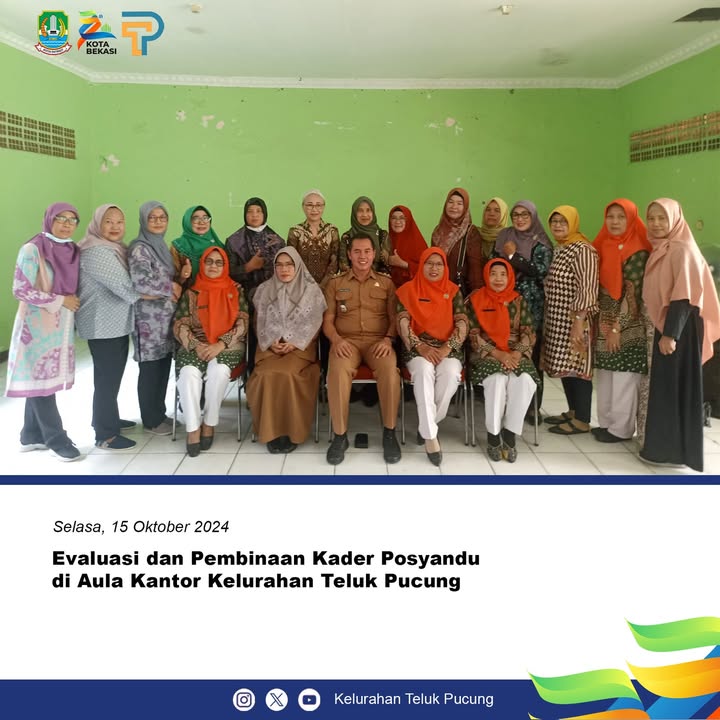 KOTA
BEKASI
Selasa, 15 Oktober 2024
Evaluasi dan Pembinaan Kader Posyandu
di Aula Kantor Kelurahan Teluk Pucung
Kelurahan Teluk Pucung